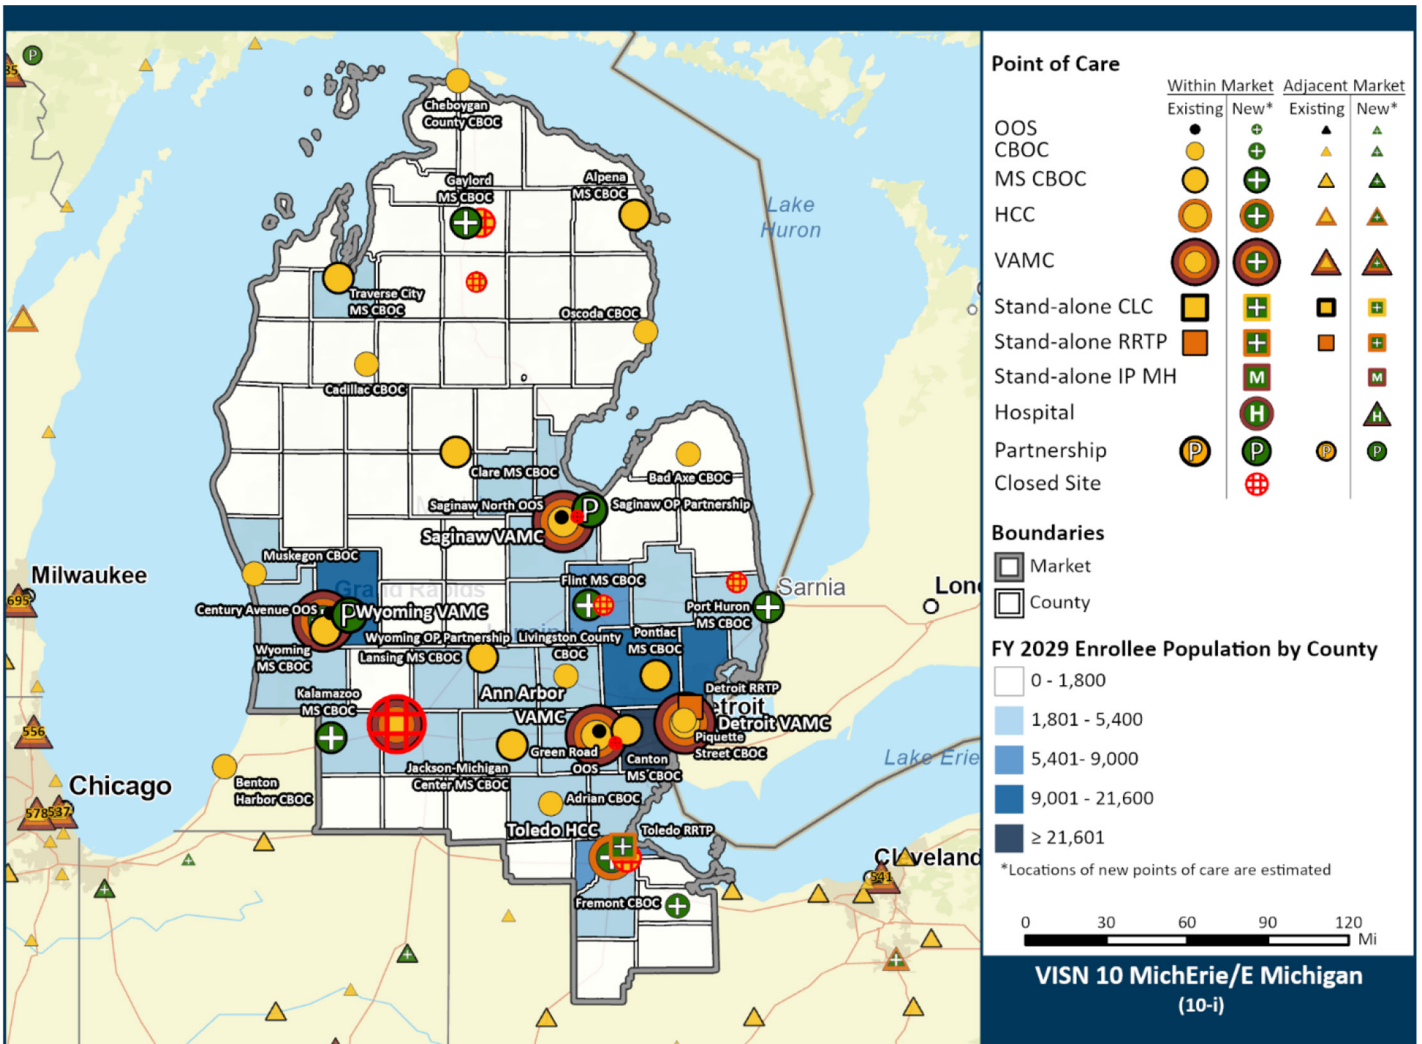 P
Cheboygan
County CBOC
Gaylord
MS CBOC
Alpena
MS CBOC
Lake
Huron
Traverse City
MS CBOC
Oscoda CBOC
Cadillac CBOC
Clare MS CBOC
Bad Axe CBOC
Saginaw North OOS
P
Saginaw OP Partnership
Saginaw VAMC
Milwaukee
695
Muskegon CBOC
Grand Rapids
Flint MS CBOC
Sarnia
London
Century Avenue OOS
P
Wyoming VAMC
Port Huron
MS CBOC
Wyoming OP Partnership
Livingston County
CBOC
Pontiac
MS CBOC
Wyoming
MS CBOC
Lansing MS CBOC
Kalamazoo
MS CBOC
Ann Arbor
VAMC
Detroit RRTP
Detroit
Detroit VAMC
556
Piquette
Street CBOC
Green Road
OOS
Canton
MS CBOC
Lake Erie
Jackson-Michigan
Center MS CBOC
Benton
Harbor CBOC
Chicago
578
537
Adrian CBOC
Toledo HCC
Toledo RRTP
Cleveland
541
Fremont CBOC
Point of Care
Within Market Adjacent Market
Existing New* Existing New*
OOS
CBOC
MS CBOC
HCC
VAMC
Stand-alone CLC
Stand-alone RRTP
Stand-alone IP MH M M
Hospital H H
Partnership P P P P
Closed Site
Boundaries
Market
County
FY 2029 Enrollee Population by County
0 - 1,800
1,801 - 5,400
5,401- 9,000
9,001 - 21,600
≥ 21,601
*Locations of new points of care are estimated
0 30 60 90 120
Mi
VISN 10 MichErie/E Michigan
(10-i)